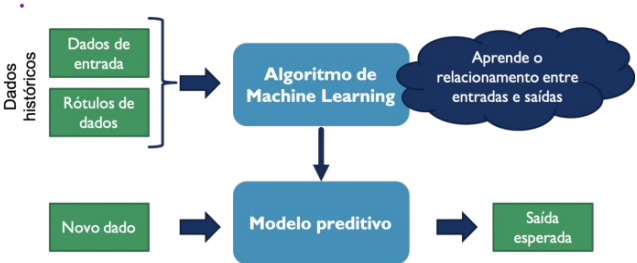 Dados
históricos
Dados de
entrada
Rótulos de
dados
Algoritmo de
Machine Learning
Aprende o
relacionamento entre
entradas e saídas
Novo dado
Modelo preditivo
Saída
esperada